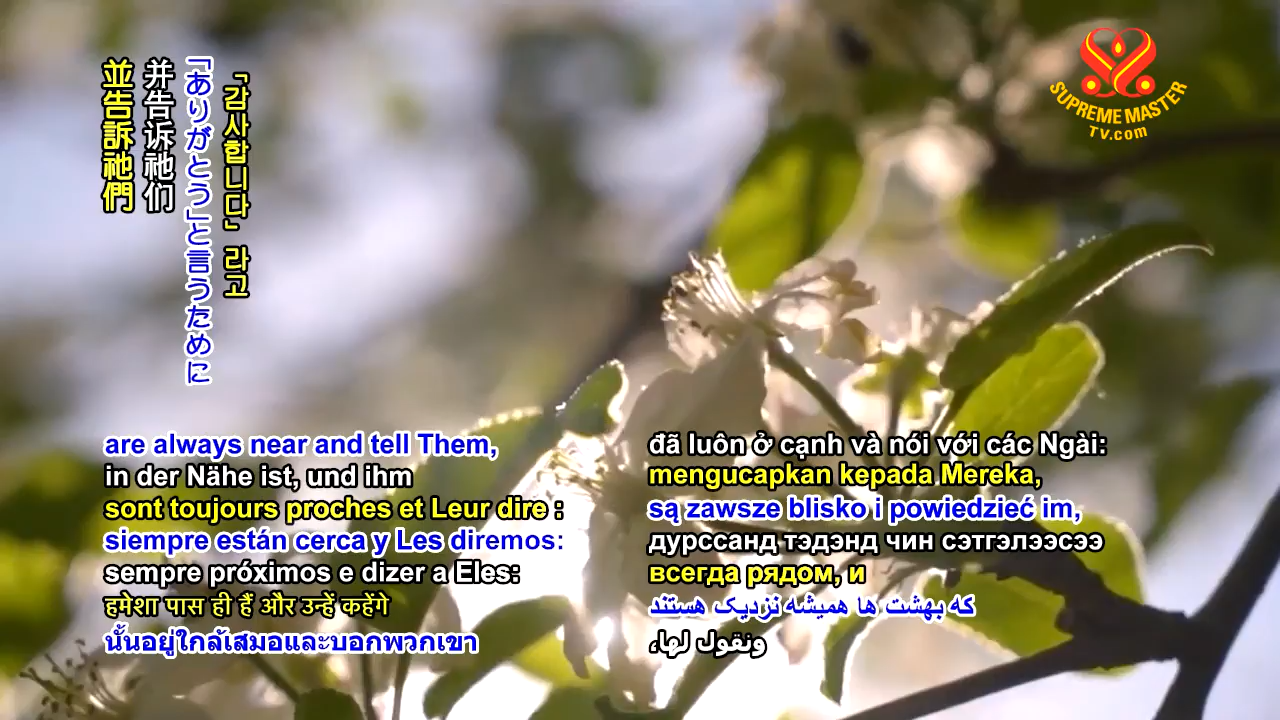 「감사합니다」라고
「ありがとう」と言うために
并告诉祂们
並告訴祂們
SUPREME MASTER
TV.com
are always near and tell Them,
in der Nähe ist, und ihm
sont toujours proches et Leur dire :
siempre están cerca y Les diremos:
sempre próximos e dizer a Eles:
हमेशा पास ही हैं और उन्हें कहेंगे
นั้นอยู่ใกล้เสมอและบอกพวกเขา
đã luôn ở cạnh và nói với các Ngài:
mengucapkan kepada Mereka,
są zawsze blisko i powiedzieć im,
дурссанд тэдэнд чин сэтгэлээсээ
всегда рядом, и
که بهشت ها همیشه نزدیک هستند
ونقول لها،